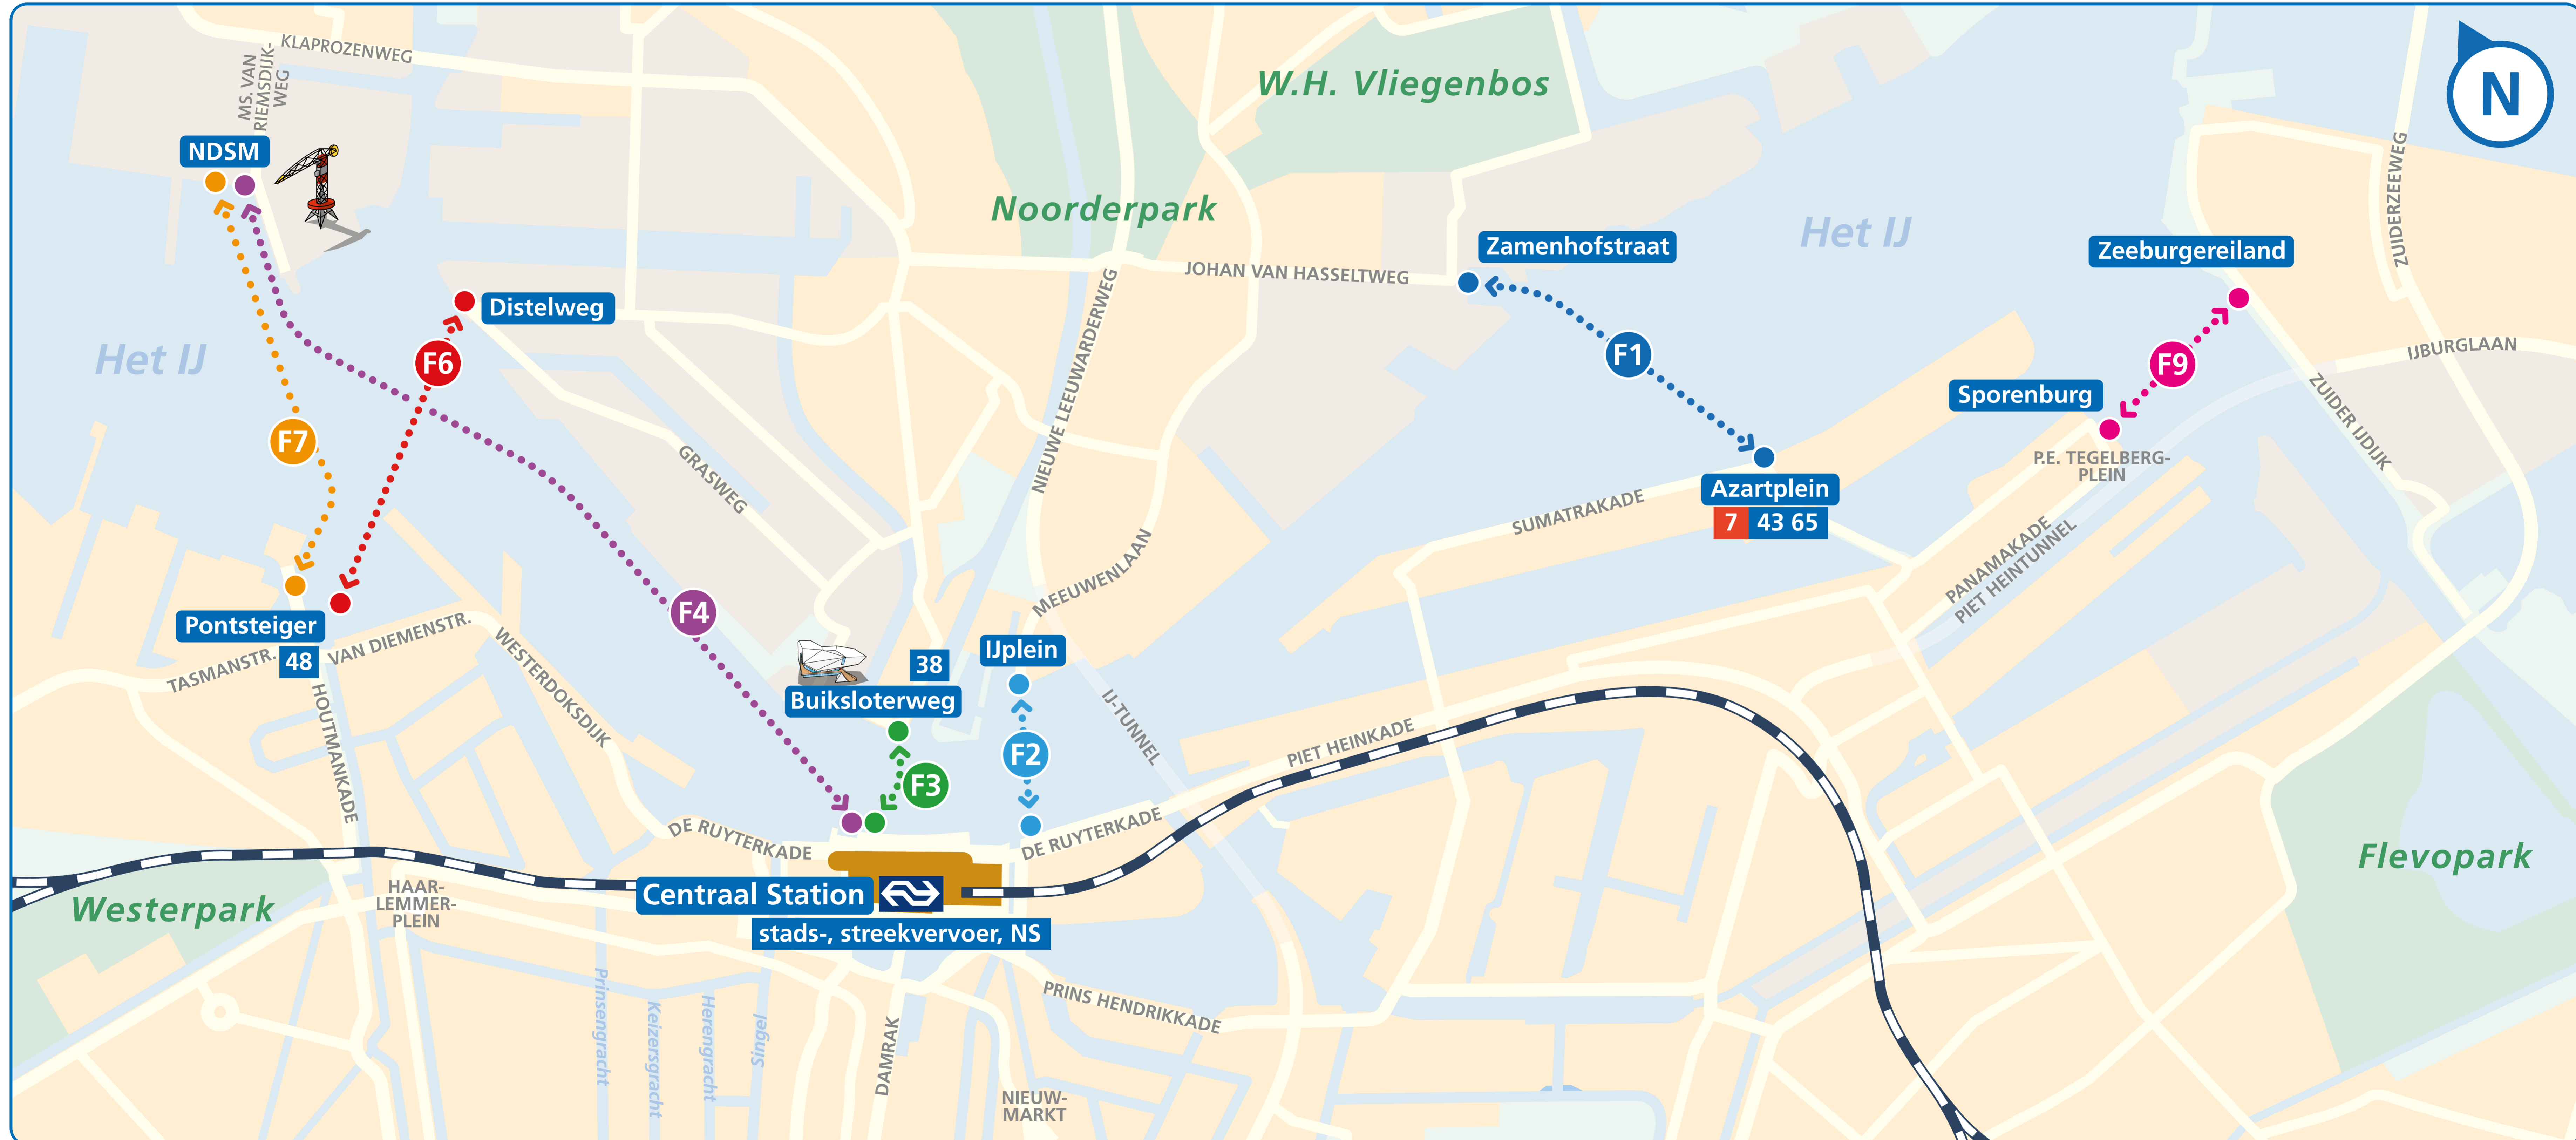 KLAPROZENWEG
MS. VAN
RIEMSDIJK-
WEG
W.H. Vliegenbos
N
NDSM
Noorderpark
Het IJ
Zamenhofstraat
Zeeburgereiland
ZUIDERZEEWEG
JOHAN VAN HASSELTWEG
Distelweg
NIEUWE LEEUWARDERWEG
Het IJ
F6
F1
F9
IJBURGLAAN
Sporenburg
ZUIDER IJDIJK
F7
P.E. TEGELBERG-
PLEIN
GRASWEG
Azartplein
7 43 65
SUMATRAKADE
PANAMAKADE
PIET HEINTUNNEL
MEEUWENLAAN
F4
Pontsteiger
48
TASMANSTR.
VAN DIEMENSTR.
WESTERDOKSDIJK
38
IJplein
Buiksloterweg
HOUTMANKADE
IJ-TUNNEL
F2
F3
PIET HEINKADE
DE RUYTERKADE
DE RUYTERKADE
Flevopark
Centraal Station
HAAR-
LEMMER-
PLEIN
Westerpark
stads-, streekvervoer, NS
Prinsengracht
Keizersgracht
Herengracht
Singel
DAMRAK
PRINS HENDRIKKADE
NIEUW-
MARKT